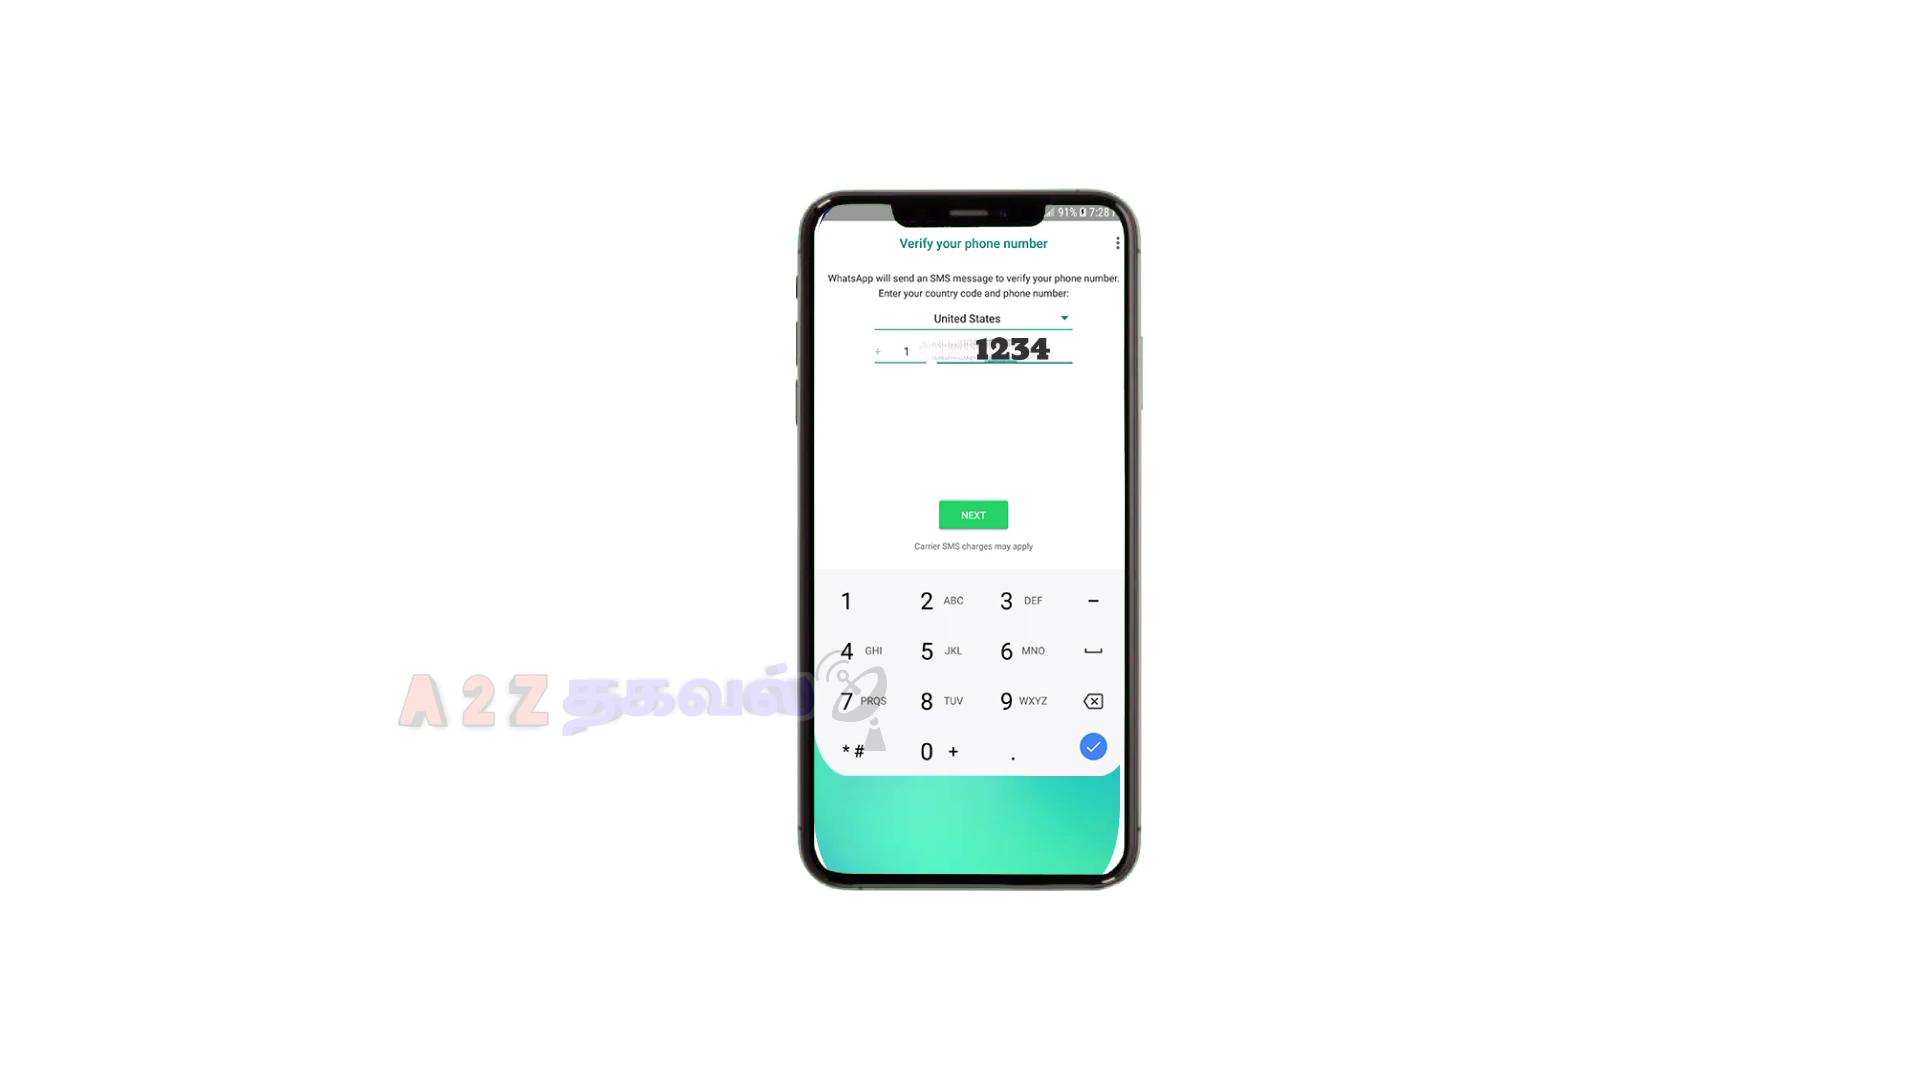 91% 7:28
Verify your phone number
WhatsApp will send an SMS message to verify your phone number.
Enter your country code and phone number:
United States
+ 1 1234
NEXT
Carrier SMS charges may apply
1 2 ABC 3 DEF -
4 GHI 5 JKL 6 MNO
7 PRQS 8 TUV 9 WXYZ
* # 0 + .
A2Z தகவல்